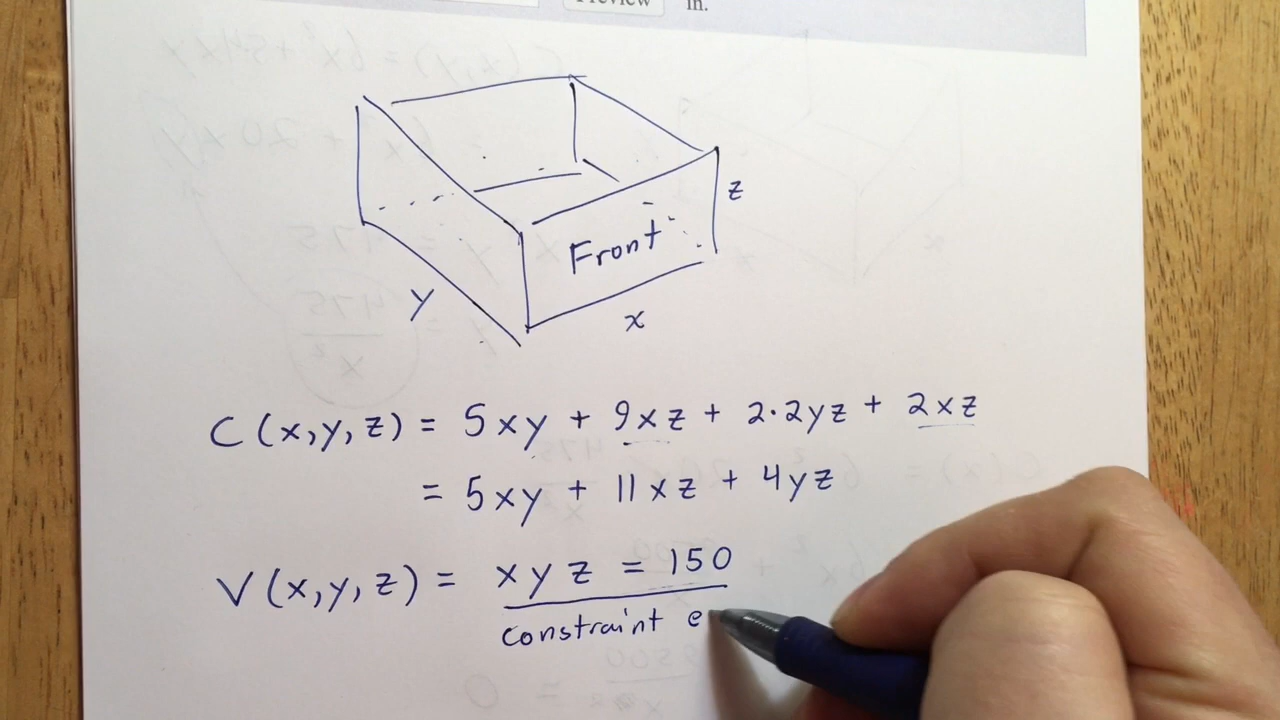 Preview in.
z
Front
y
x
C(x,y,z) = 5xy + 9xz + 2·2yz + 2xz
= 5xy + 11xz + 4yz
V(x,y,z) = xyz = 150
constraint e